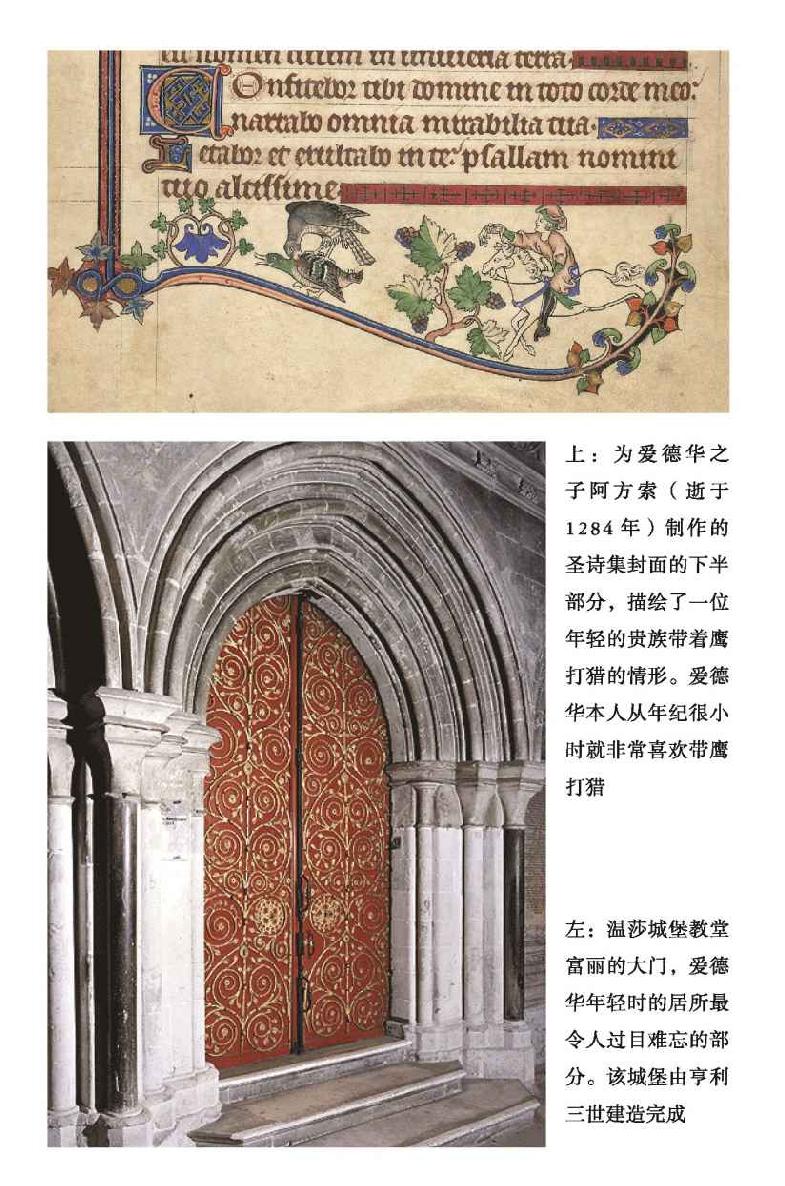 nomen tuum in universa terra.
Confitebor tibi domine in toto corde meo:
narrabo omnia mirabilia tua.
Letabor et exultabo in te: psallam nomini
tuo altissime.
上：为爱德华之
子阿方索（逝于
1284 年）制作的
圣诗集封面的下半
部分，描绘了一位
年轻的贵族带着鹰
打猎的情形。爱德
华本人从年纪很小
时就非常喜欢带鹰
打猎
左：温莎城堡教堂
富丽的大门，爱德
华年轻时的居所最
令人过目难忘的部
分。该城堡由亨利
三世建造完成